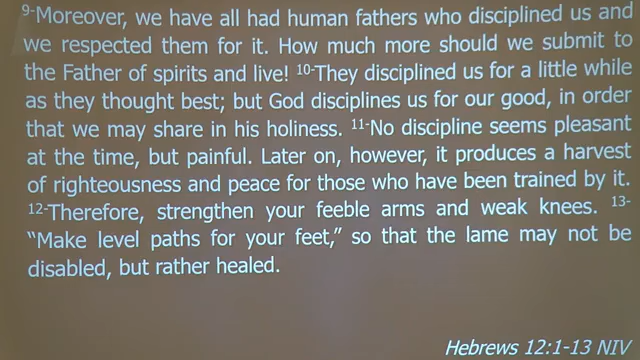 9-Moreover, we have all had human fathers who disciplined us and
we respected them for it. How much more should we submit to
the Father of spirits and live! 10-They disciplined us for a little while
as they thought best; but God disciplines us for our good, in order
that we may share in his holiness. 11-No discipline seems pleasant
at the time, but painful. Later on, however, it produces a harvest
of righteousness and peace for those who have been trained by it.
12-Therefore, strengthen your feeble arms and weak knees. 13-
“Make level paths for your feet,” so that the lame may not be
disabled, but rather healed.
Hebrews 12:1-13 NIV